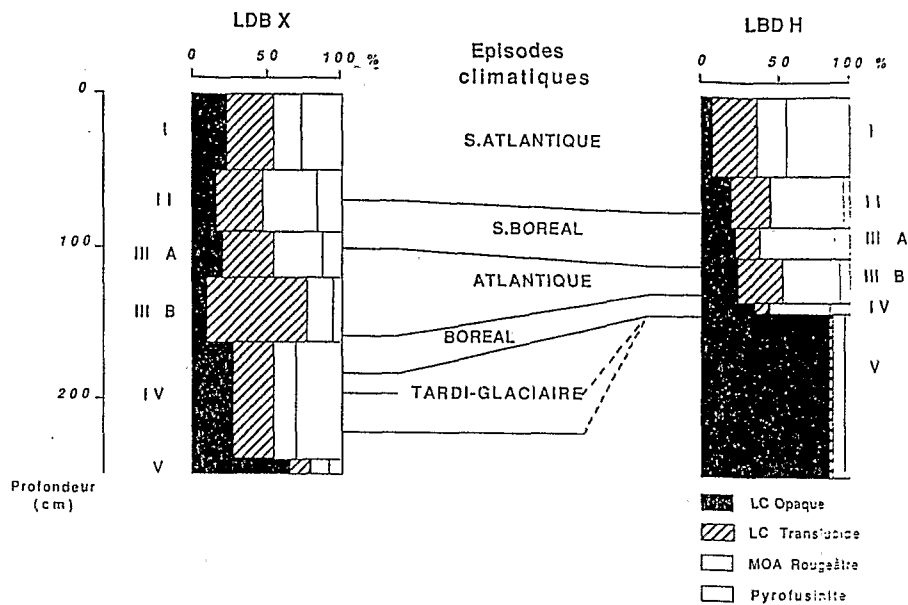 LDB X
LBD H
0 50 100 %
Episodes
climatiques
0 50 100 %
0
100
200
Profondeur
(cm)
I
II
III A
III B
IV
V
S.ATLANTIQUE
S.BOREAL
ATLANTIQUE
BOREAL
TARDI-GLACIAIRE
I
II
III A
III B
IV
V
LC Opaque
LC Translucide
MOA Rougeâtre
Pyrofusinite